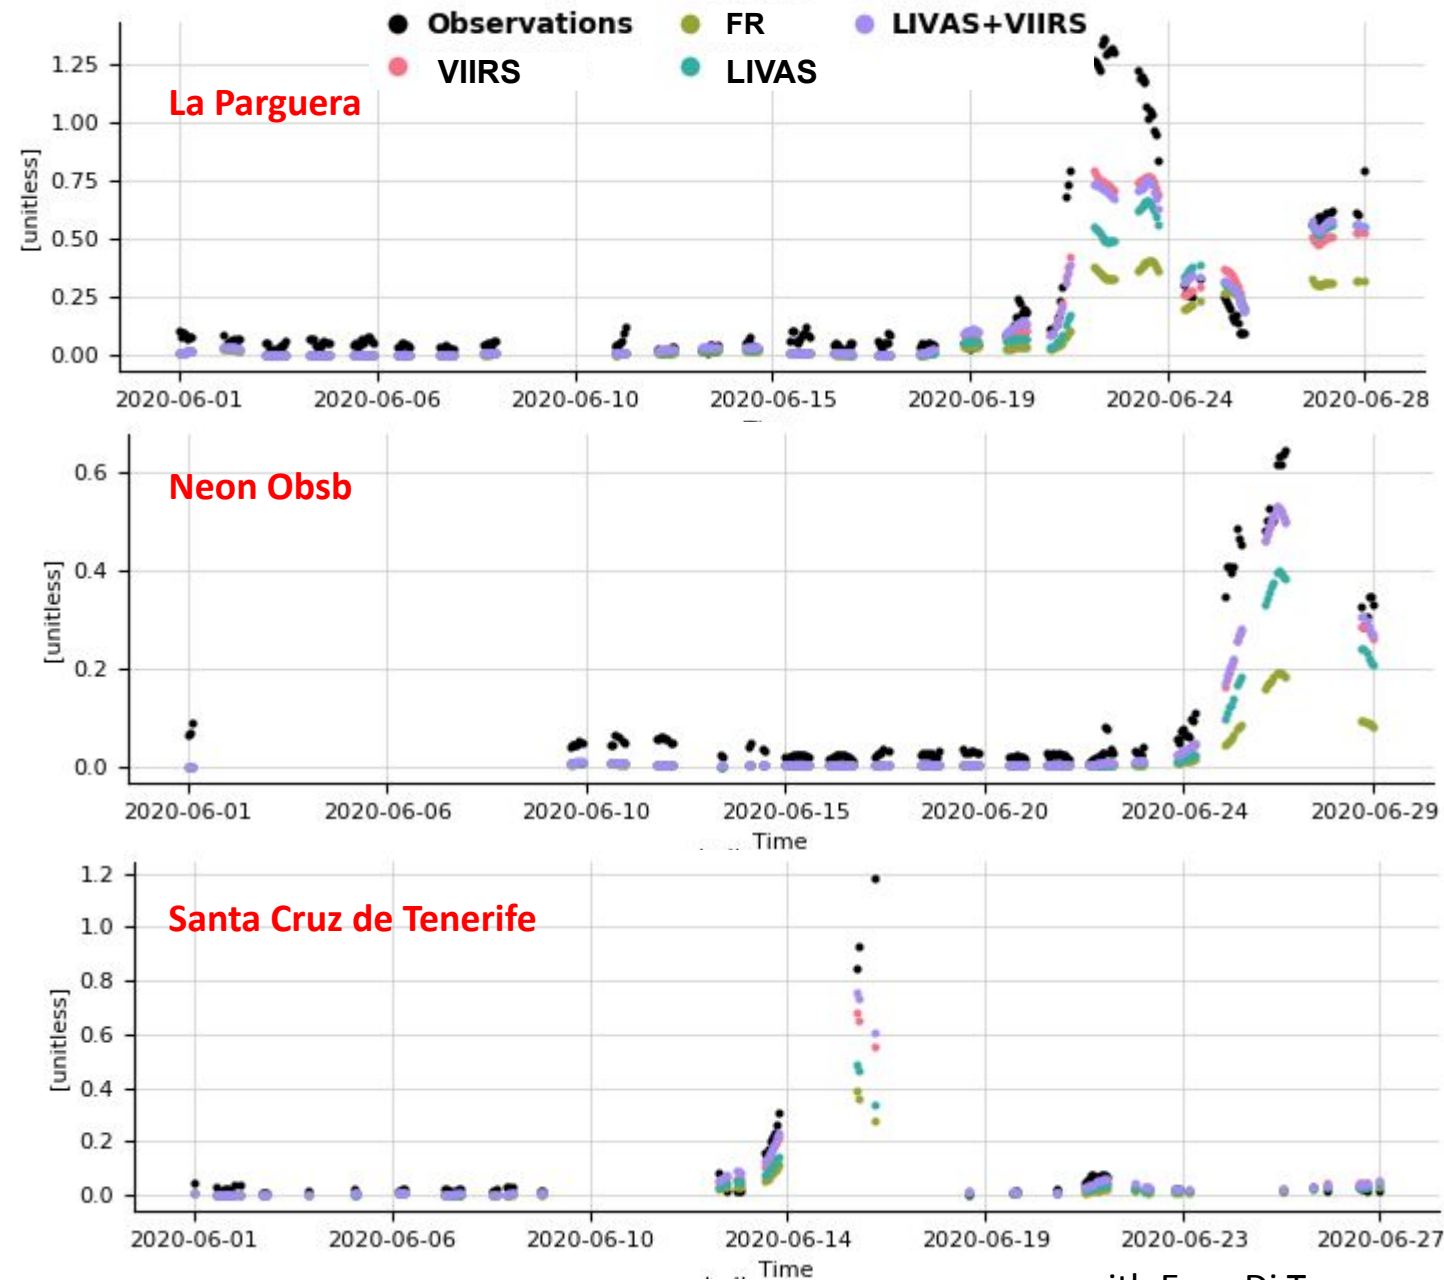 Observations FR LIVAS+VIIRS
VIIRS LIVAS
La Parguera
[unitless]
1.25
1.00
0.75
0.50
0.25
0.00
2020-06-01 2020-06-06 2020-06-10 2020-06-15 2020-06-19 2020-06-24 2020-06-28
Neon Obsb
[unitless]
0.6
0.4
0.2
0.0
2020-06-01 2020-06-06 2020-06-10 2020-06-15 2020-06-20 2020-06-24 2020-06-29
Time
Santa Cruz de Tenerife
[unitless]
1.2
1.0
0.8
0.6
0.4
0.2
0.0
2020-06-01 2020-06-06 2020-06-10 2020-06-14 2020-06-19 2020-06-23 2020-06-27
Time